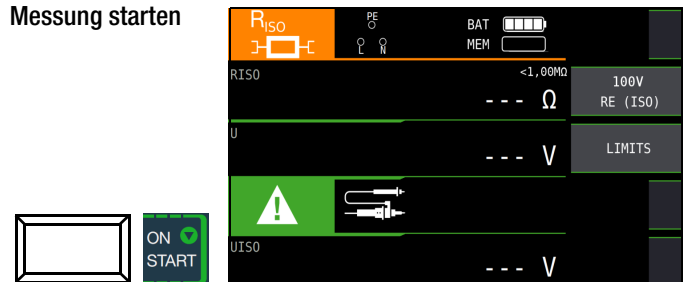 Messung starten
RISO
PE
L N
BAT
MEM
RISO
<1,00MΩ
--- Ω
100V
RE (ISO)
U
--- V
LIMITS
ON
START
UISO
--- V